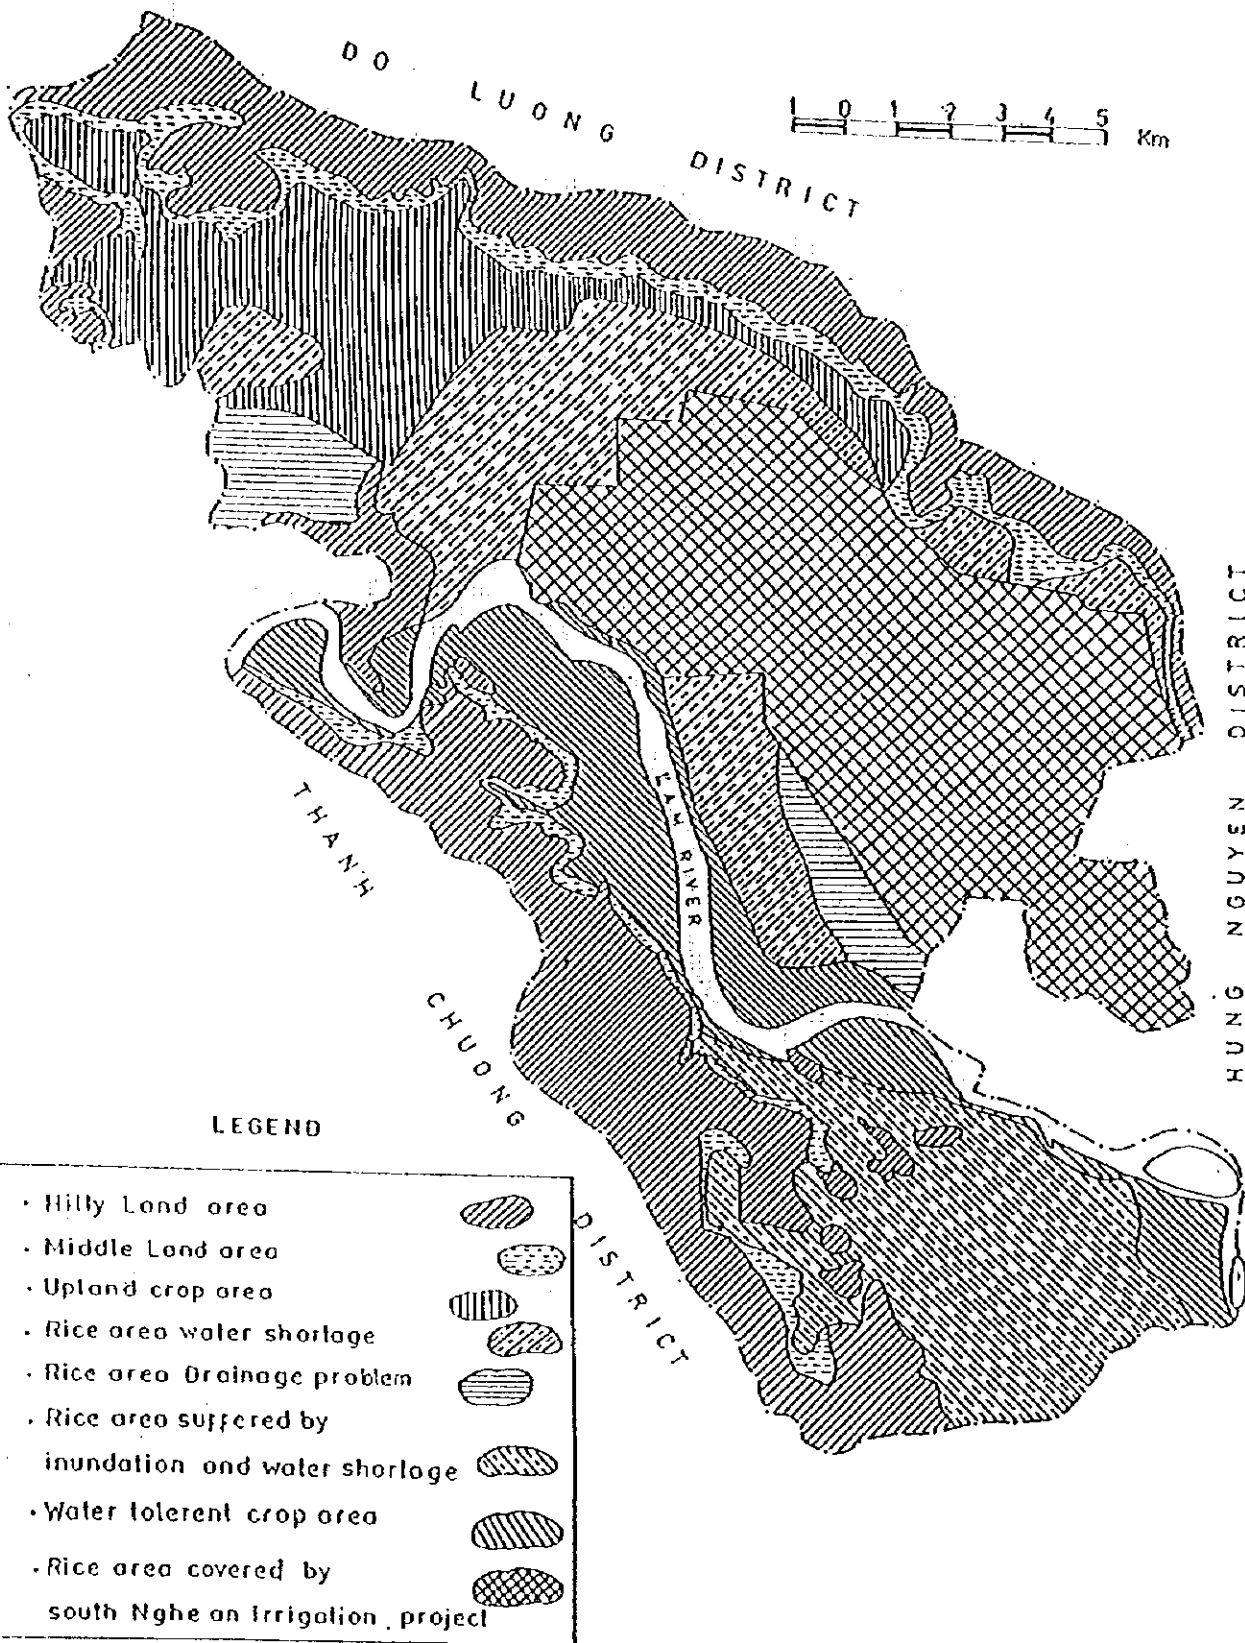 DO LUONG DISTRICT
1 0 1 2 3 4 5 Km
HUNG NGUYEN DISTRICT
LAM RIVER
THANH CHUONG DISTRICT
LEGEND
· Hilly Land area
· Middle Land area
· Upland crop area
· Rice area water shortage
· Rice area Drainage problem
· Rice area suffered by
inundation and water shortage
· Water tolerent crop area
· Rice area covered by
south Nghe an Irrigation project